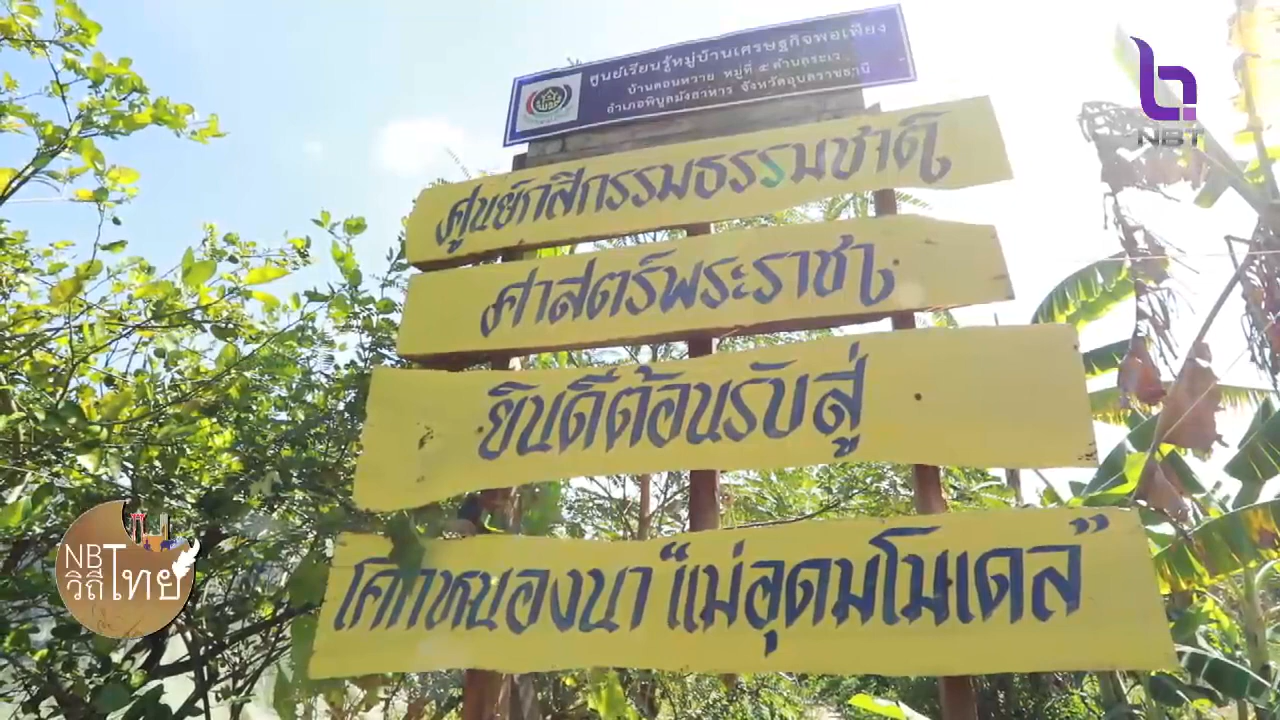 ศูนย์เรียนรู้หมู่บ้านเศรษฐกิจพอเพียง
บ้านดอนหวาย หมู่ที่ ๕ ตำบลระเว
อำเภอพิบูลมังสาหาร จังหวัดอุบลราชธานี
NBT
ศูนย์กสิกรรมธรรมชาติ
ศาสตร์พระราชา
ยินดีต้อนรับสู่
โคกหนองนา "แม่อุดมโมเดล"
NB
วิถีไทย